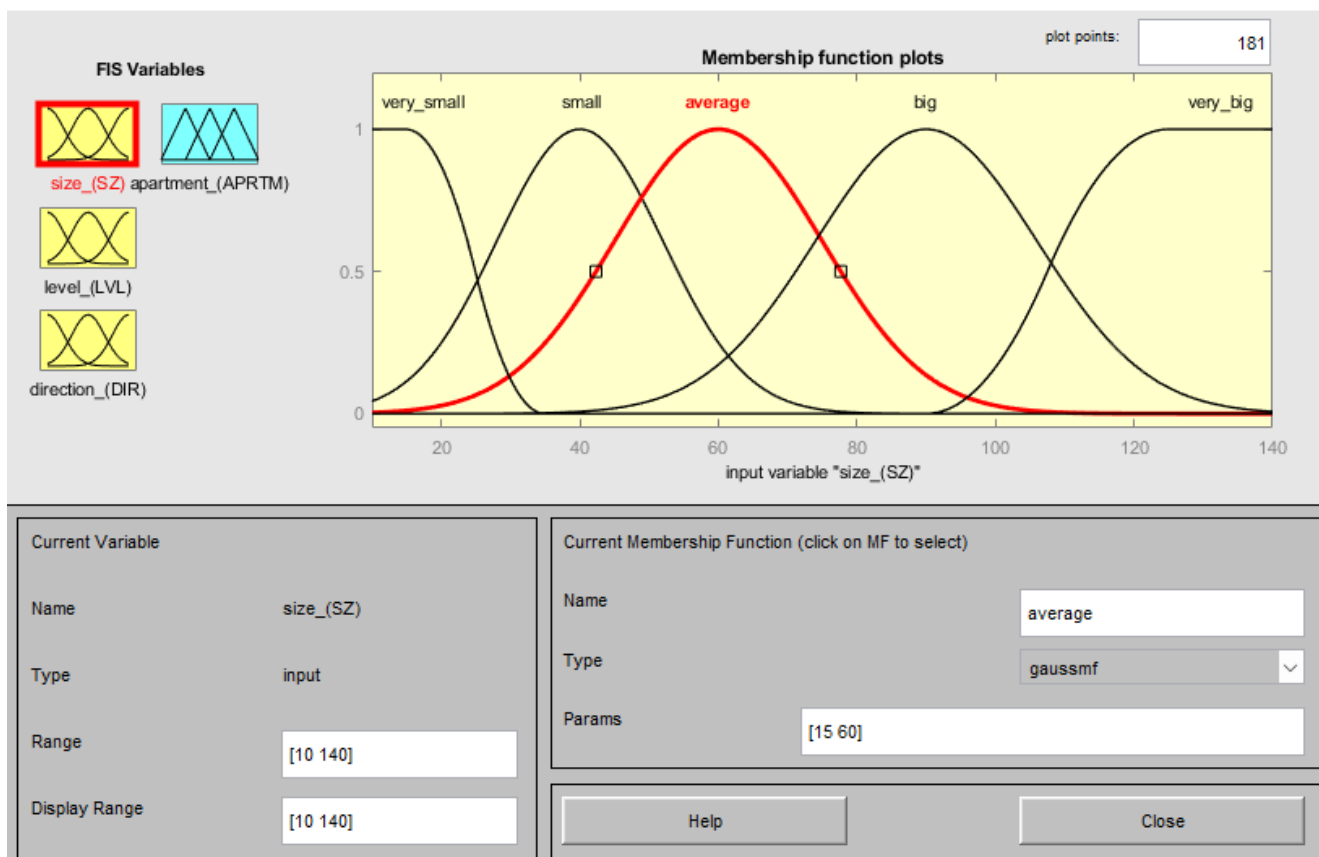 plot points:
181
FIS Variables
Membership function plots
very_small small average big very_big
1
0.5
0
20 40 60 80 100 120 140
input variable "size_(SZ)"
size_(SZ) apartment_(APRTM)
level_(LVL)
direction_(DIR)
Current Variable
Name size_(SZ)
Type input
Range [10 140]
Display Range [10 140]
Current Membership Function (click on MF to select)
Name average
Type gaussmf
Params [15 60]
Help Close